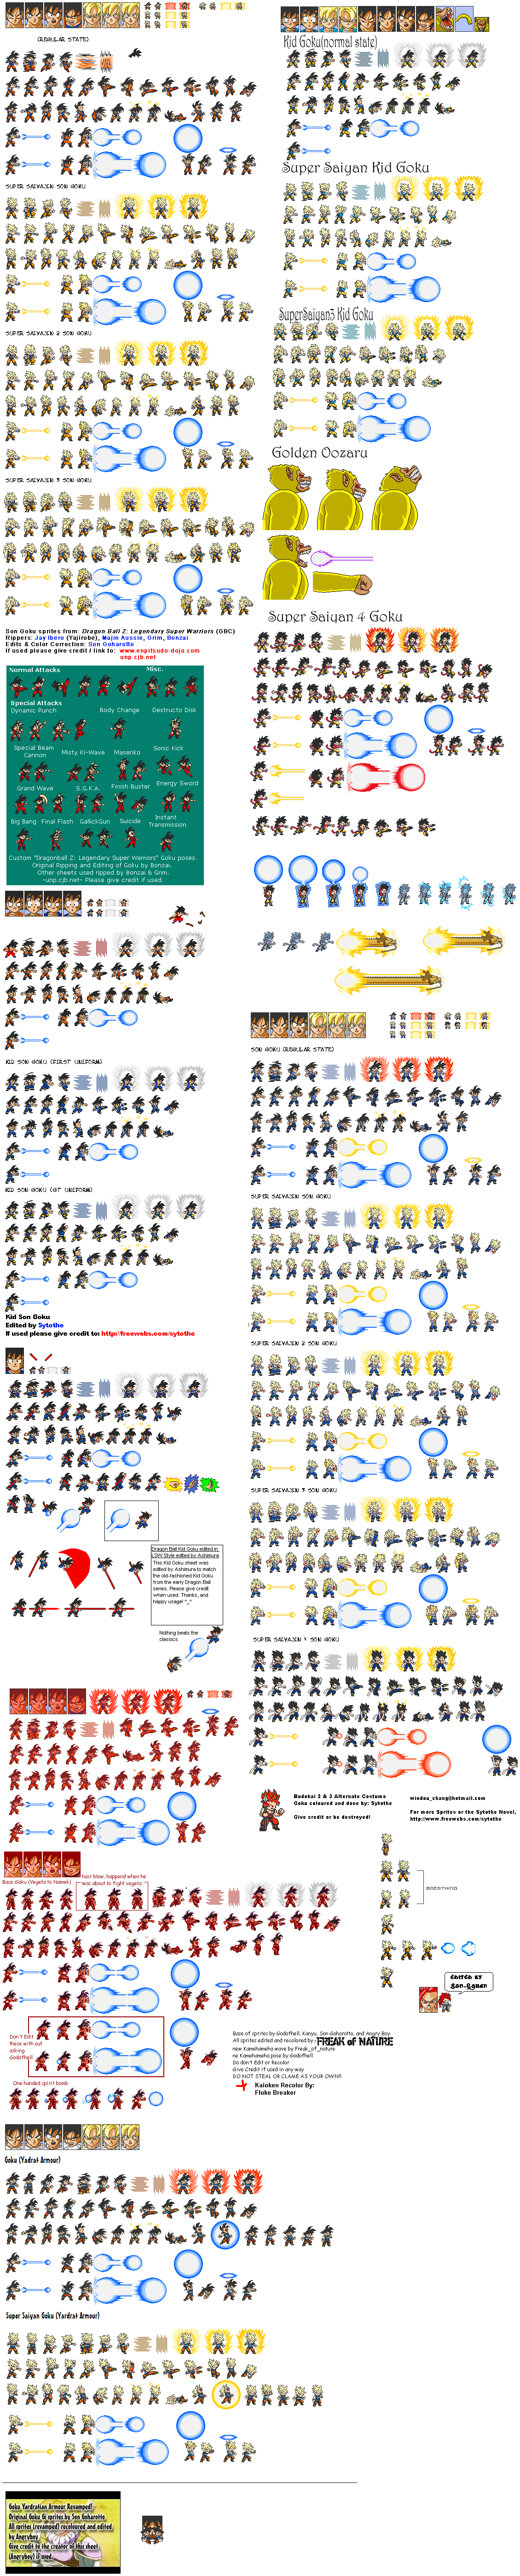 (REGULAR STATE)
SUPER SAIYAJIN SON GOKU
SUPER SAIYAJIN 2 SON GOKU
SUPER SAIYAJIN 3 SON GOKU
Son Goku sprites from: Dragon Ball Z: Legendary Super Warriors (GBC)
Rippers: Jay Ibero (Yajirobe), Majin Aussie, Grim, Bonzai
Edits & Color Correction: Son Goharotto
If used please give credit / link to: www.enpitsudo-dojo.com
unp.cjb.net
Normal Attacks
Misc.
Special Attacks
Dynamic Punch
Body Change
Destructo Disk
Special Beam
Cannon
Misty Ki-Wave
Masenko
Sonic Kick
Grand Wave
S.G.K.A.
Finish Buster
Energy Sword
Big Bang
Final Flash
GallickGun
Suicide
Instant
Transmission
Custom "Dragonball Z: Legendary Super Warriors" Goku poses.
Original Ripping and Editing of Goku by Bonzai.
Other sheets used ripped by Bonzai & Grim.
-unp.cjb.net- Please give credit if used.
KID SON GOKU (FIRST UNIFORM)
KID SON GOKU (GT UNIFORM)
Kid Son Goku
Edited by Sytothe
If used please give credit to: http://freewebs.com/sytothe
Dragon Ball Kid Goku edited in
LSW Style edited by Ashimura
This Kid Goku sheet was
edited by Ashimura to match
the old-fashioned Kid Goku
from the early Dragon Ball
series. Please give credit
when used. Thanks, and
happy usage! ^_^
Nothing beats the
classics.
Base Goku (Vegeta to Namek)
hair blow, happend when he
was about to fight vegeta
Don't Edit
these with out
asking
Godofhell
One handed spirit bomb
Goku (Yadrat Armour)
Super Saiyan Goku (Yardrat Armour)
Goku Yardratian Armour Revamped!
Original Goku Gi sprites by Son Goharotto
All sprites (revamped) recoloured and edited
by Angryboy
Give credit to the creator of this sheet
(Angryboy) if used.
Kid Goku(normal state)
Super Saiyan Kid Goku
SuperSaiyan3 Kid Goku
Golden Oozaru
Super Saiyan 4 Goku
SON GOKU (REGULAR STATE)
SUPER SAIYAJIN SON GOKU
SUPER SAIYAJIN 2 SON GOKU
SUPER SAIYAJIN 3 SON GOKU
SUPER SAIYAJIN 4 SON GOKU
Budokai 2 & 3 Alternate Costume
Goku coloured and done by: Sytothe
Give credit or be destroyed!
windea_chang@hotmail.com
For more Sprites or the Sytothe Novel,
http://www.freewebs.com/sytothe
BREATHING
EDITED BY
Base of sprites by Godofhell, Kanyu, Son Goharotto, and Angry Boy
All sprites edited and recolored by: FREAK of NATURE
new Kamehameha wave by Freak_of_nature
ne Kamehameha pose by Godofhell
Do don't Edit or Recolor
Give Credit if used in any way
DO NOT STEAL OR CLAME AS YOUR OWN!!!
Kaioken Recolor By:
Fluke Breaker